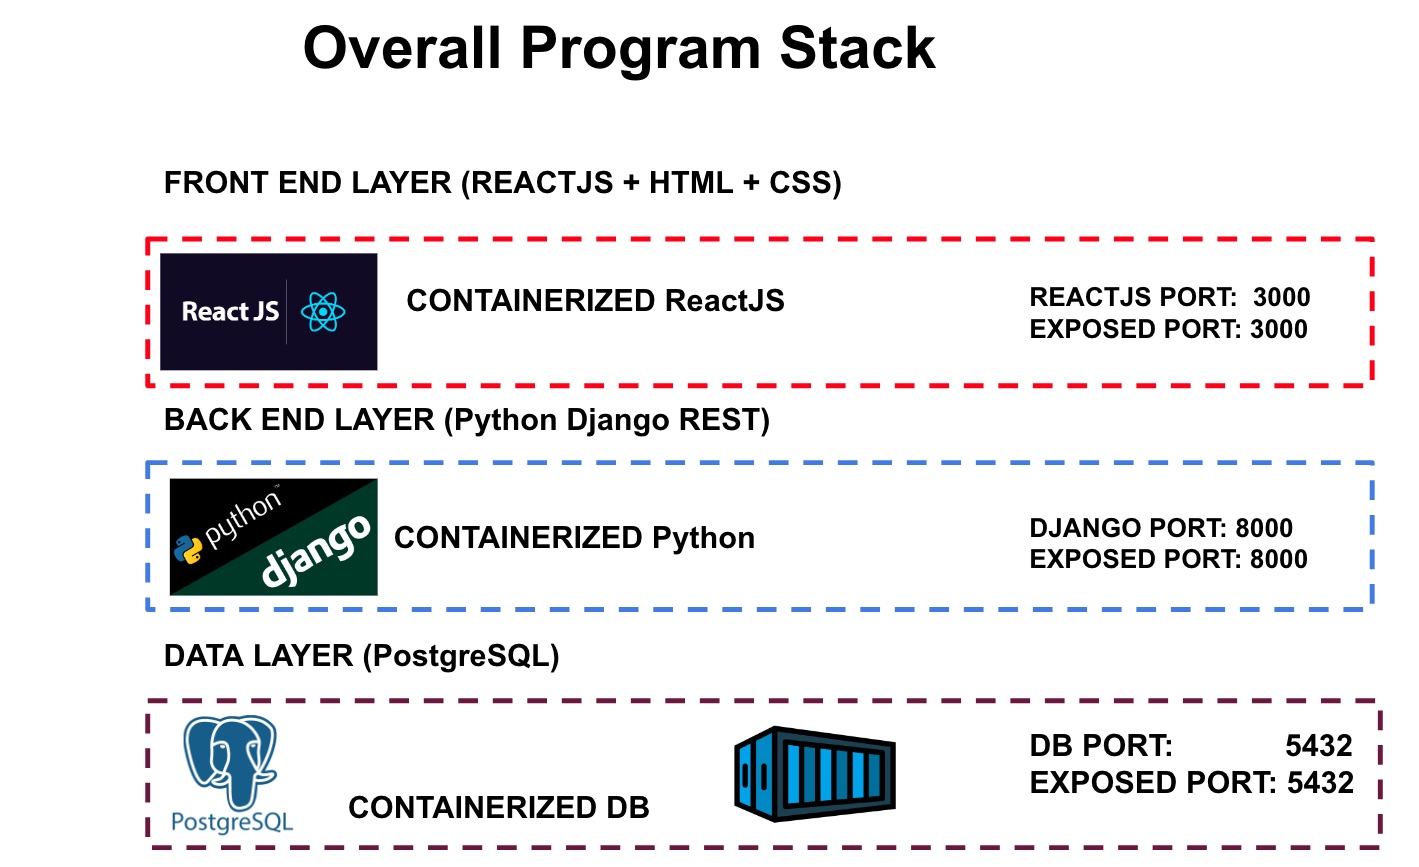 Overall Program Stack
FRONT END LAYER (REACTJS + HTML + CSS)
React JS
CONTAINERIZED ReactJS
REACTJS PORT: 3000
EXPOSED PORT: 3000
BACK END LAYER (Python Django REST)
python™
django
CONTAINERIZED Python
DJANGO PORT: 8000
EXPOSED PORT: 8000
DATA LAYER (PostgreSQL)
PostgreSQL
CONTAINERIZED DB
DB PORT: 5432
EXPOSED PORT: 5432